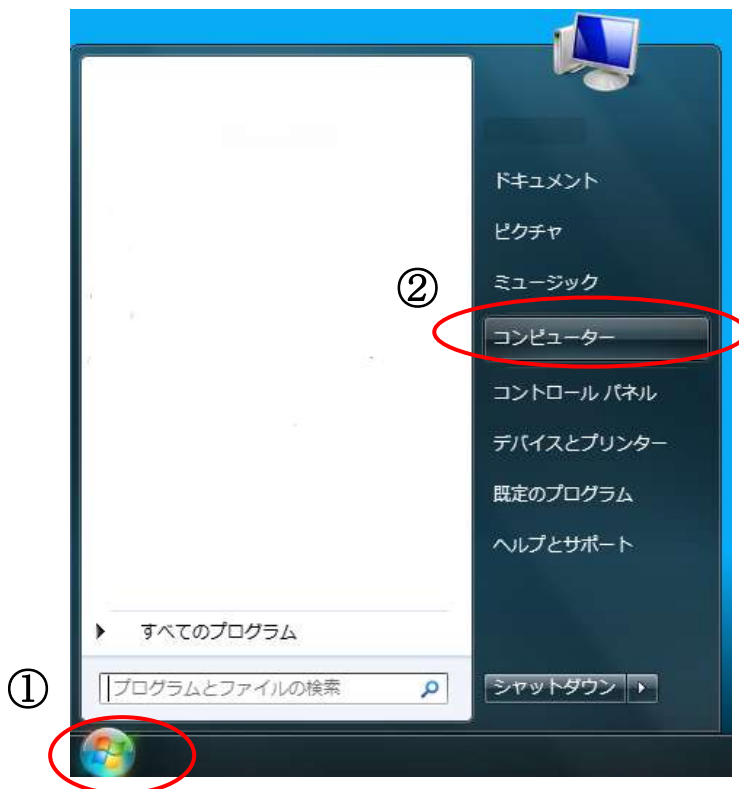 ドキュメント
ピクチャ
②
ミュージック
コンピューター
コントロール パネル
デバイスとプリンター
既定のプログラム
ヘルプとサポート
すべてのプログラム
①
プログラムとファイルの検索
シャットダウン